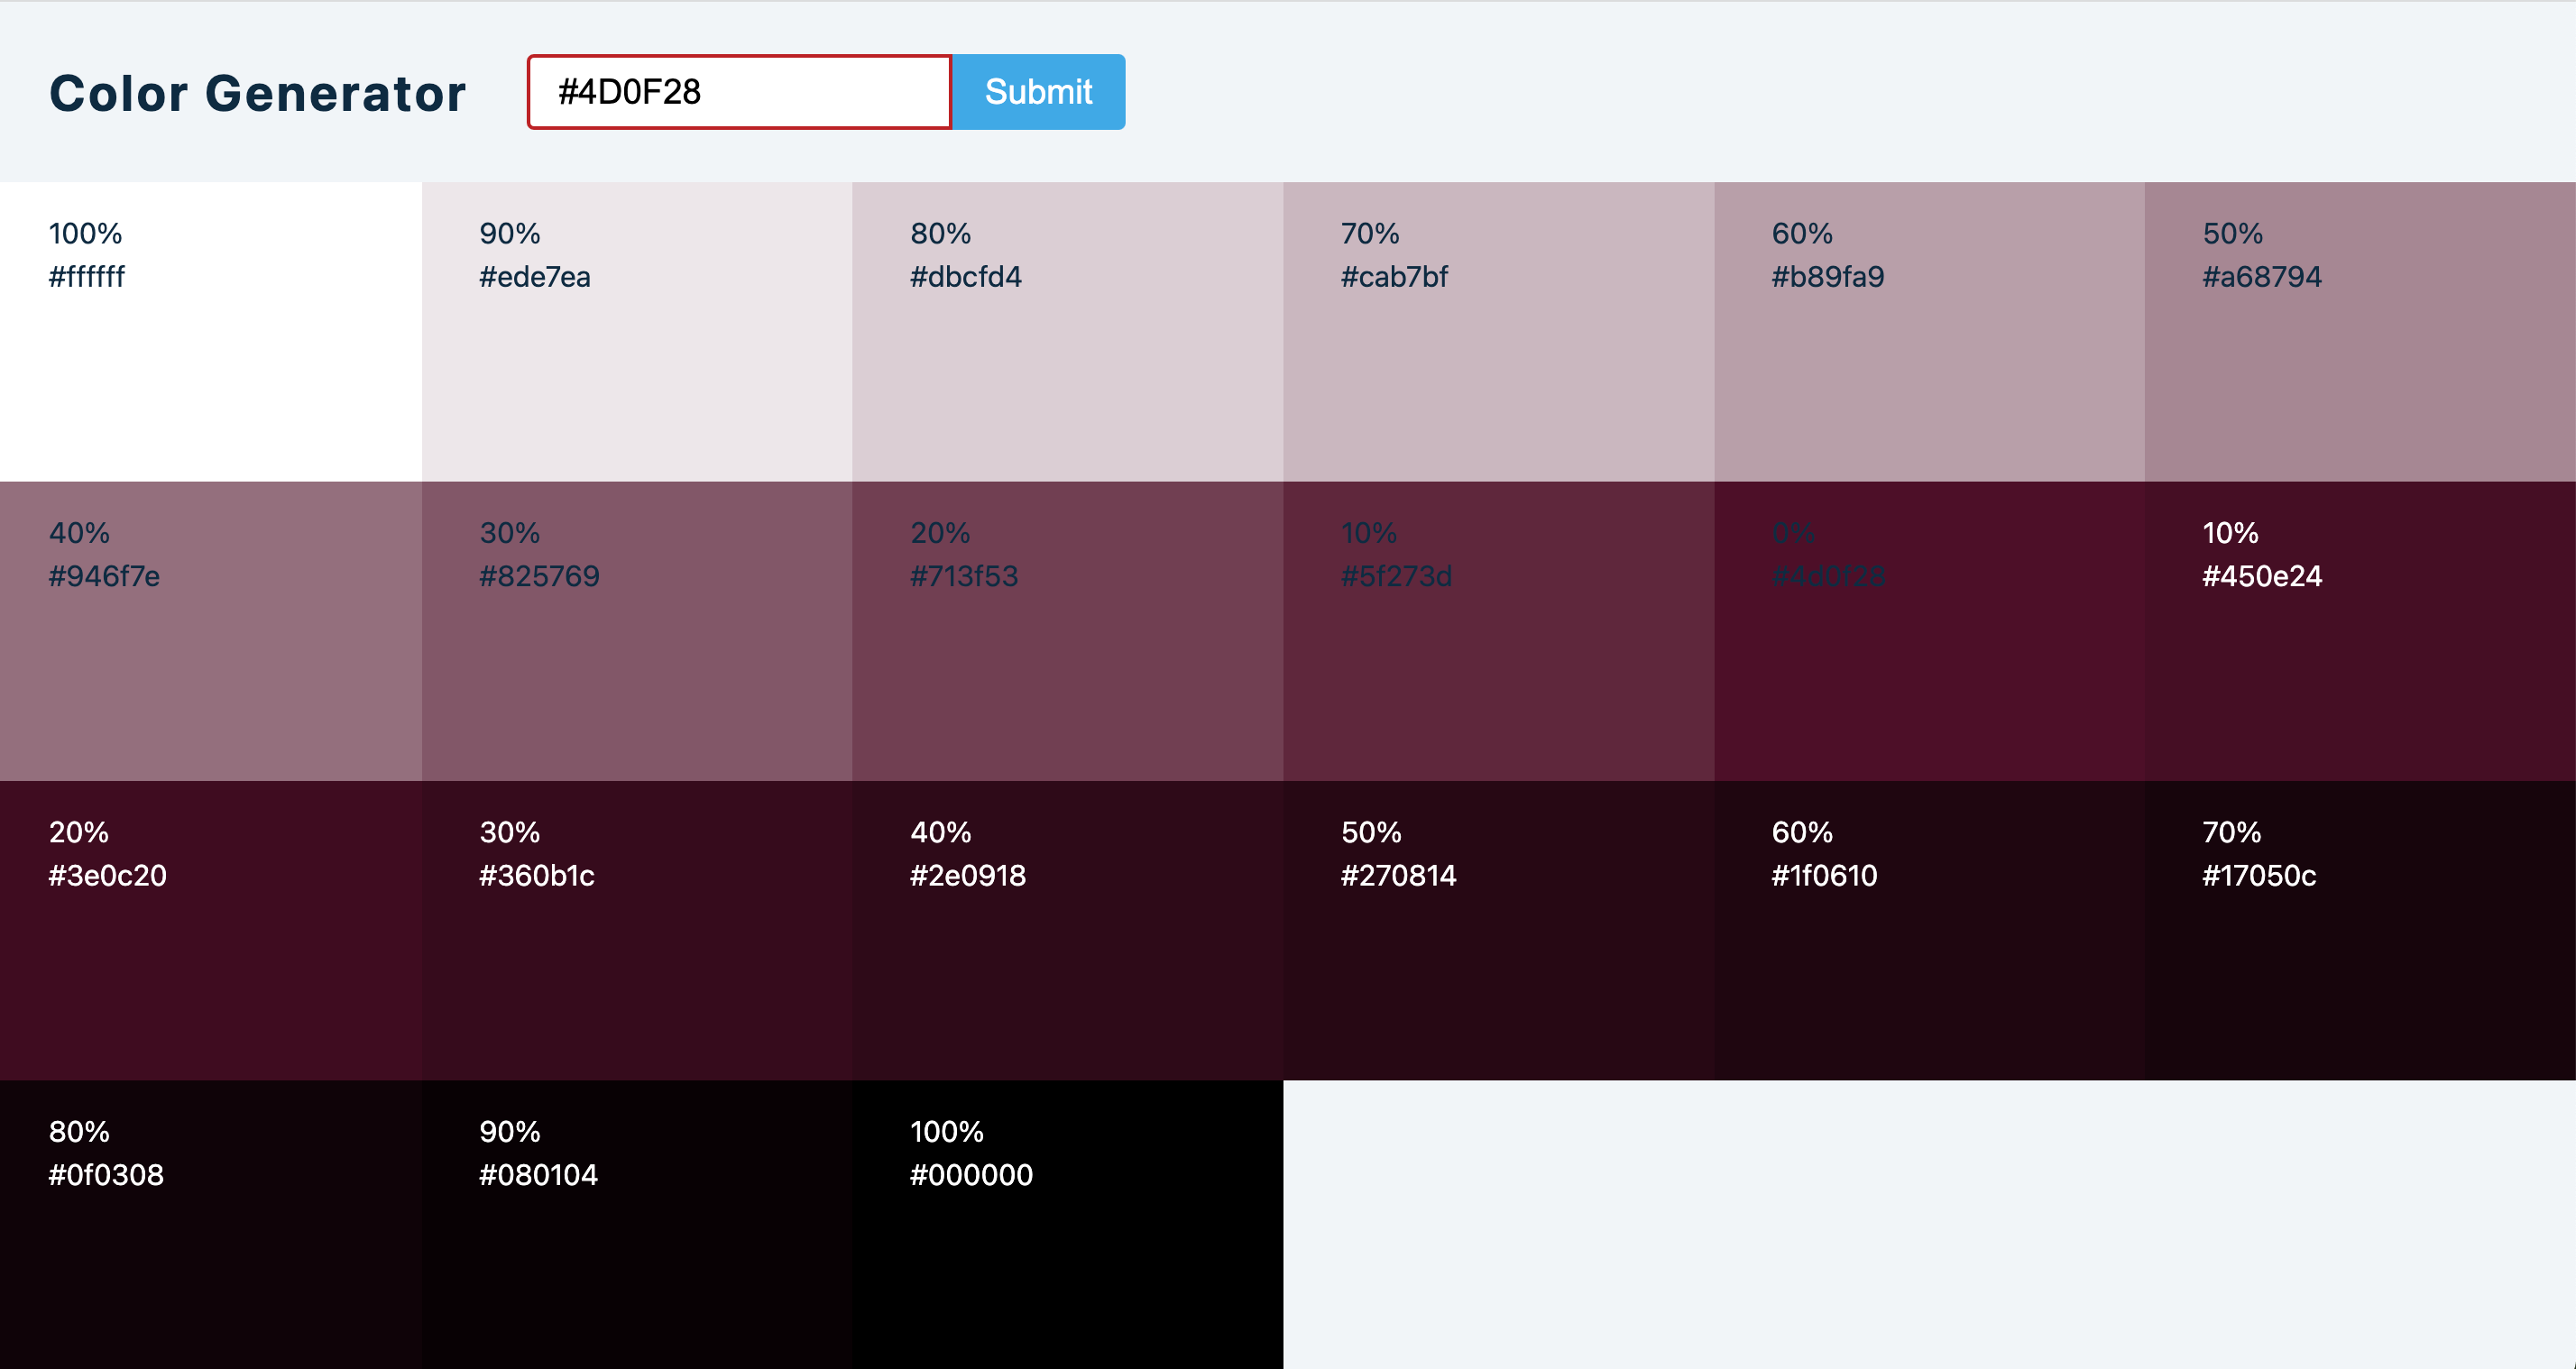 Color Generator
#4D0F28
Submit
100%
#ffffff
90%
#ede7ea
80%
#dbcfd4
70%
#cab7bf
60%
#b89fa9
50%
#a68794
40%
#946f7e
30%
#825769
20%
#713f53
10%
#5f273d
0%
#4d0f28
10%
#450e24
20%
#3e0c20
30%
#360b1c
40%
#2e0918
50%
#270814
60%
#1f0610
70%
#17050c
80%
#0f0308
90%
#080104
100%
#000000